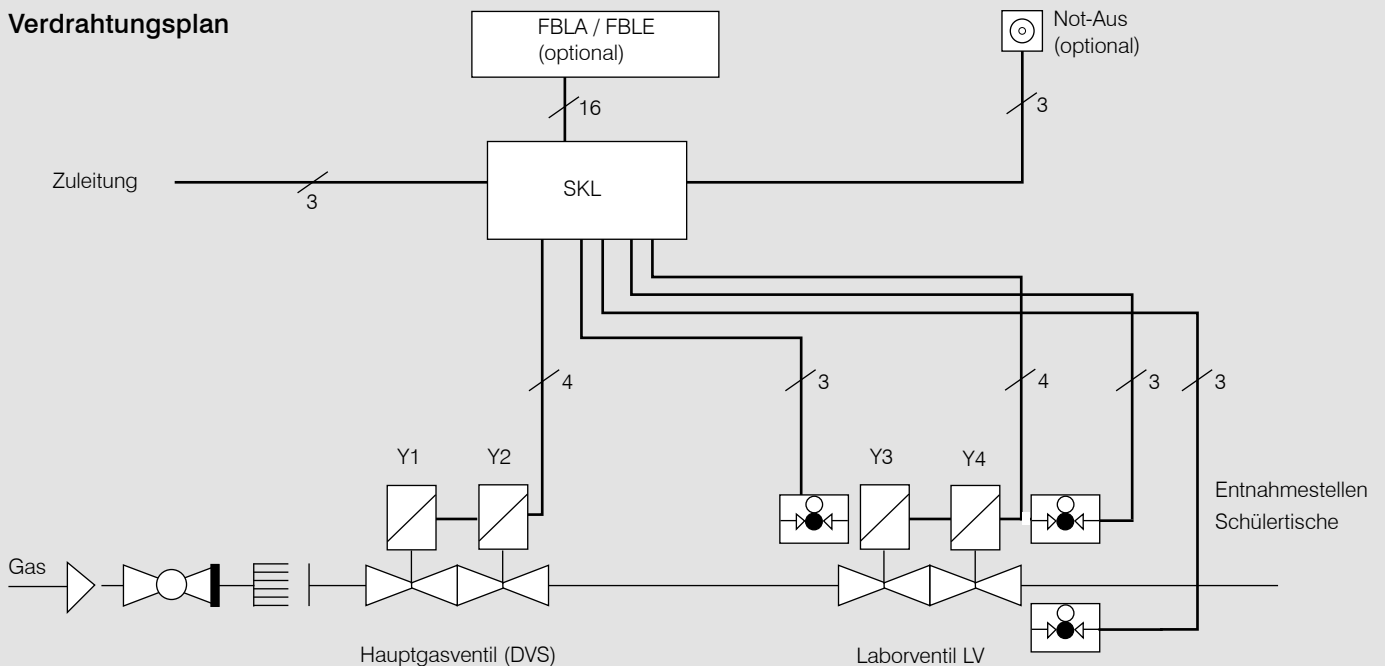 Verdrahtungsplan
FBLA / FBLE
(optional)
Not-Aus
(optional)
16
3
Zuleitung
3
SKL
4
3
4
3
3
Y1
Y2
Y3
Y4
Entnahmestellen
Schülertische
Gas
Hauptgasventil (DVS)
Laborventil LV